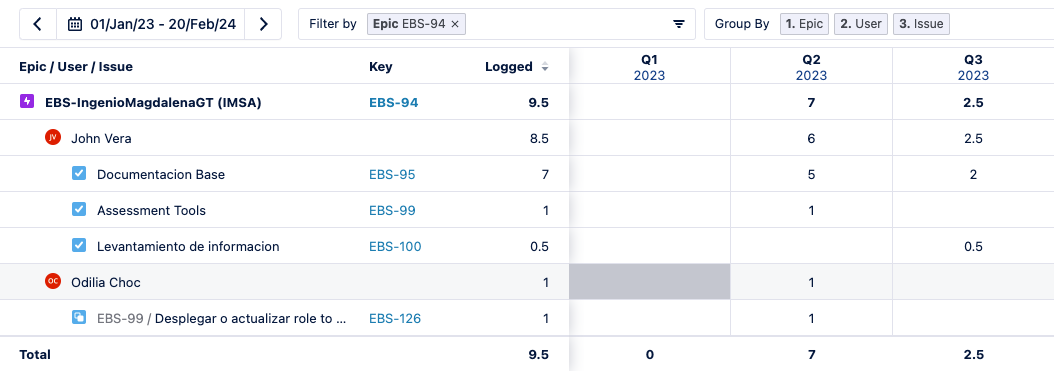 01/Jan/23 - 20/Feb/24 Filter by Epic EBS-94 × Group By 1. Epic 2. User 3. Issue
Epic / User / Issue Key Logged Q1 2023 Q2 2023 Q3 2023
EBS-IngenioMagdalenaGT (IMSA) EBS-94 9.5 7 2.5
JV John Vera 8.5 6 2.5
Documentacion Base EBS-95 7 5 2
Assessment Tools EBS-99 1 1
Levantamiento de informacion EBS-100 0.5 0.5
OC Odilia Choc 1 1
EBS-99 / Desplegar o actualizar role to ... EBS-126 1 1
Total 9.5 0 7 2.5